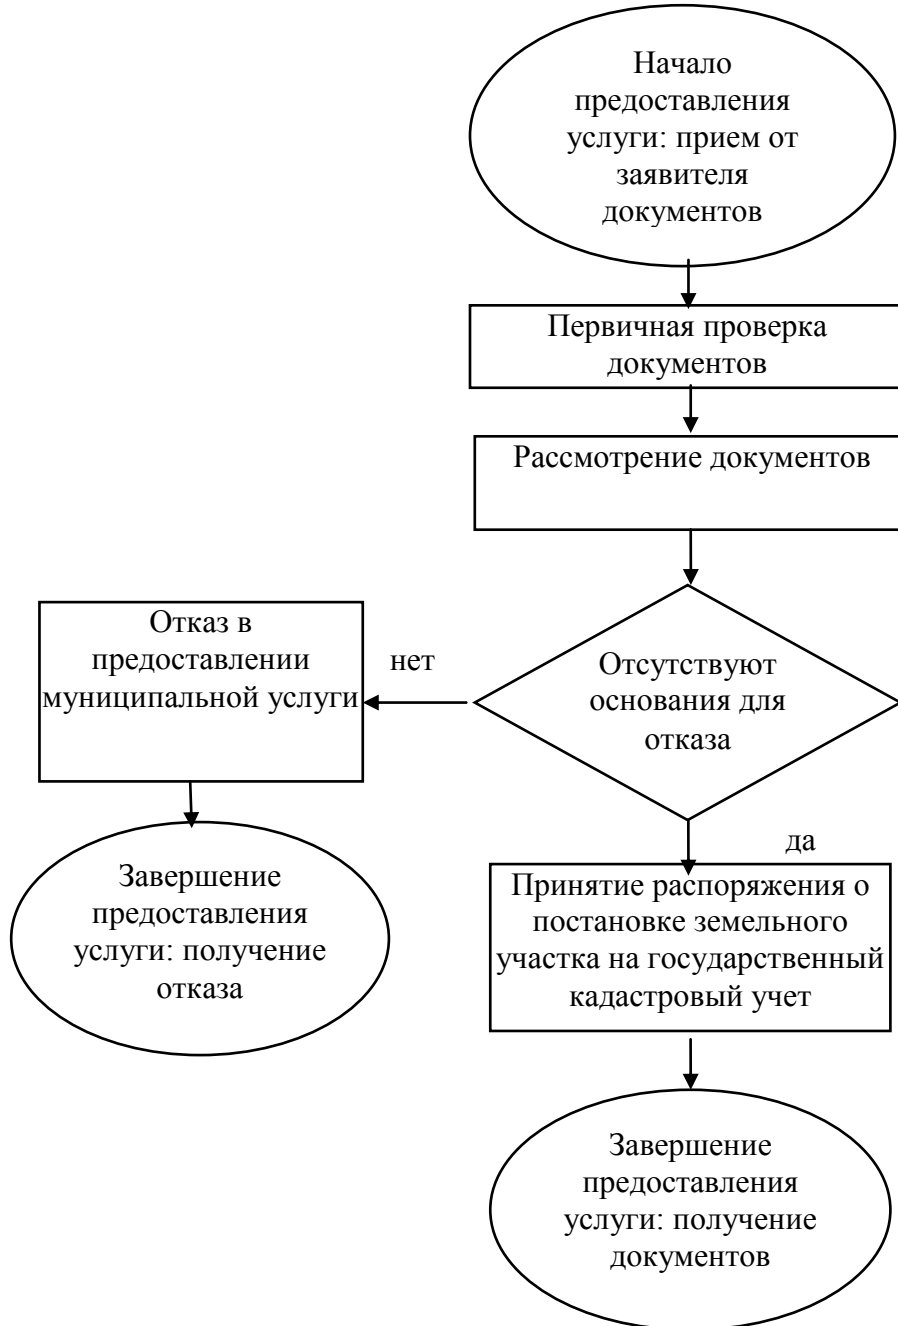 Начало
предоставления
услуги: прием от
заявителя
документов
Первичная проверка
документов
Рассмотрение документов
Отказ в
предоставлении
муниципальной услуги
нет
Отсутствуют
основания для
отказа
да
Завершение
предоставления
услуги: получение
отказа
Принятие распоряжения о
постановке земельного
участка на государственный
кадастровый учет
Завершение
предоставления
услуги: получение
документов